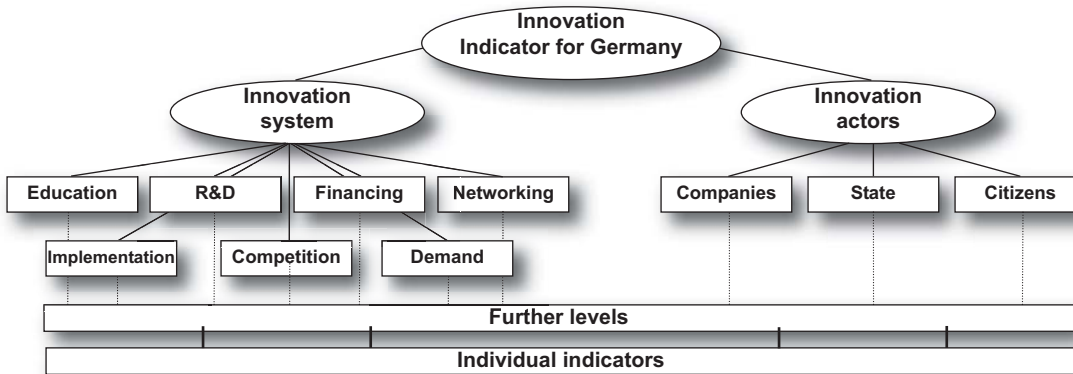 Innovation
Indicator for Germany
Innovation
system
Innovation
actors
Education
R&D
Financing
Networking
Companies
State
Citizens
Implementation
Competition
Demand
Further levels
Individual indicators